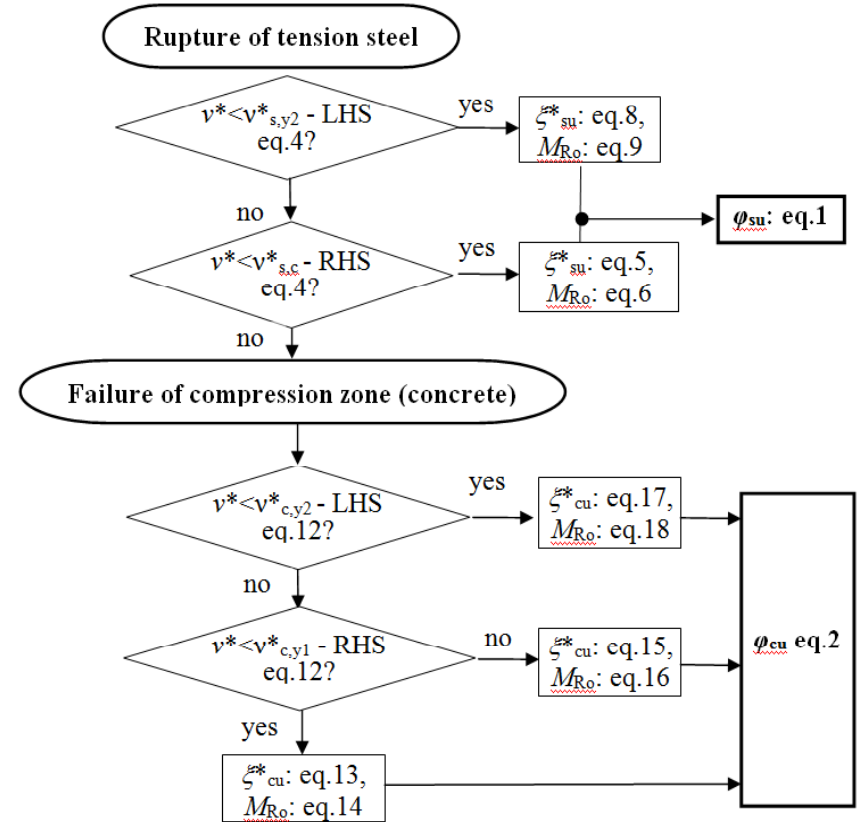 Rupture of tension steel
ν*<ν*s,y2 - LHS
eq.4?
yes
ξ*su: eq.8,
MRo: eq.9
no
φsu: eq.1
ν*<ν*s,c - RHS
eq.4?
yes
ξ*su: eq.5,
MRo: eq.6
no
Failure of compression zone (concrete)
ν*<ν*c,y2 - LHS
eq.12?
yes
ξ*cu: eq.17,
MRo: eq.18
no
φcu eq.2
ν*<ν*c,y1 - RHS
eq.12?
no
ξ*cu: eq.15,
MRo: eq.16
yes
ξ*cu: eq.13,
MRo: eq.14